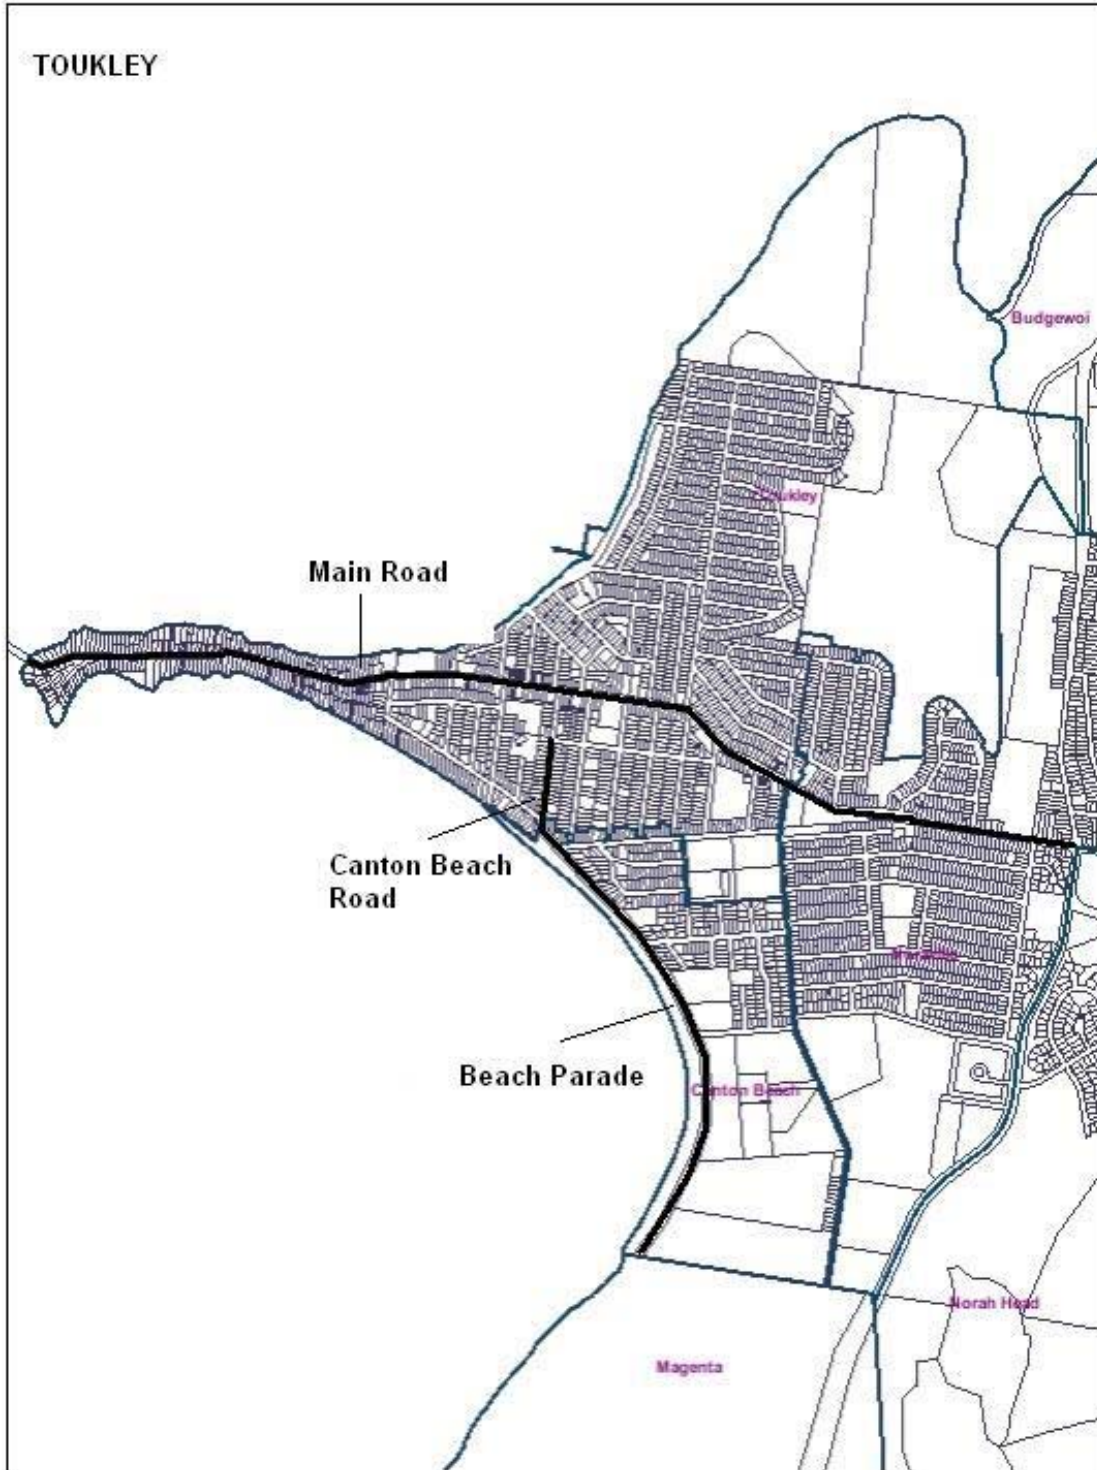 TOUKLEY
Budgewoi
Toukley
Main Road
Canton Beach
Road
Beach Parade
Canton Beach
Norah Head
Magenta